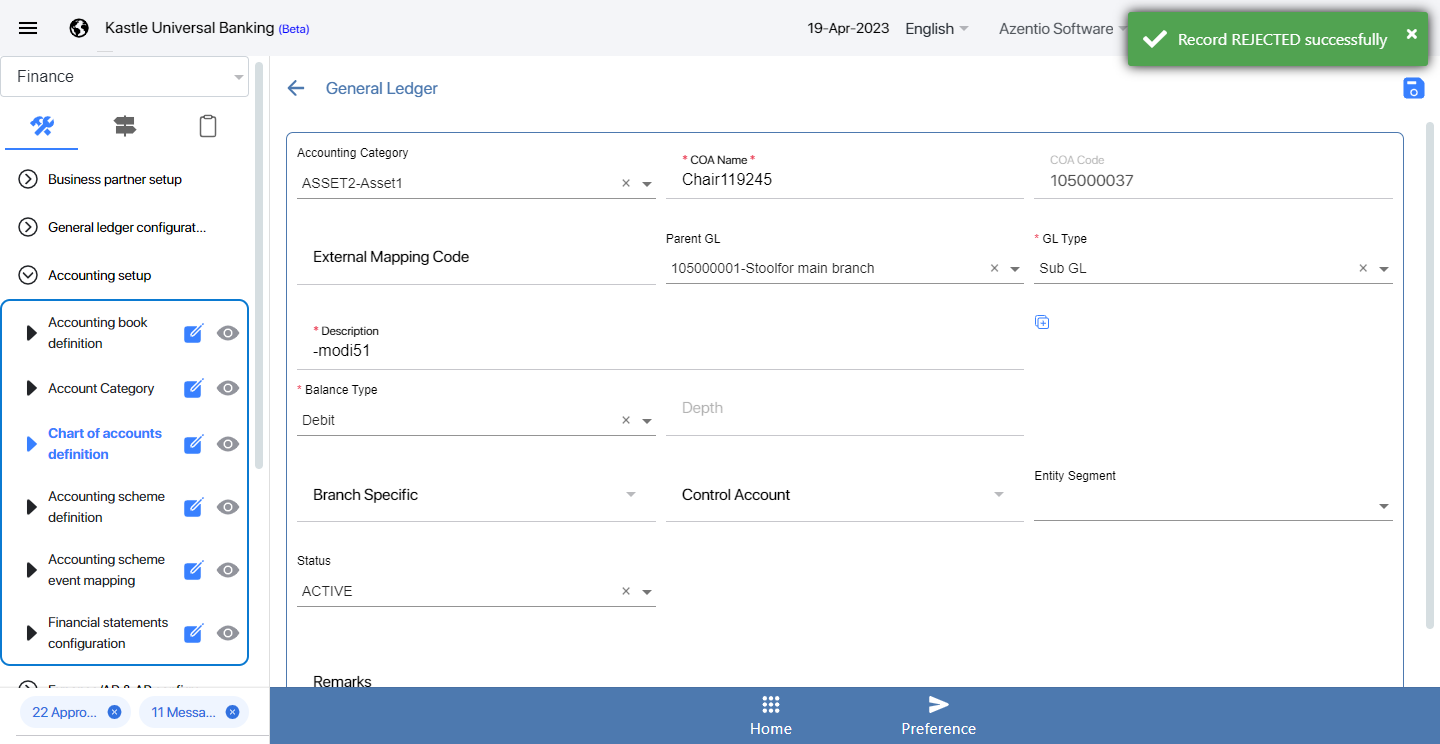 Kastle Universal Banking (Beta)
19-Apr-2023
English
Azentio Software
Record REJECTED successfully
Finance
Business partner setup
General ledger configurat...
Accounting setup
Accounting book
definition
Account Category
Chart of accounts
definition
Accounting scheme
definition
Accounting scheme
event mapping
Financial statements
configuration
22 Appro...
11 Messa...
General Ledger
Accounting Category
ASSET2-Asset1
* COA Name *
Chair119245
COA Code
105000037
External Mapping Code
Parent GL
105000001-Stoolfor main branch
* GL Type
Sub GL
* Description
-modi51
* Balance Type
Debit
Depth
Branch Specific
Control Account
Entity Segment
Status
ACTIVE
Remarks
Home
Preference